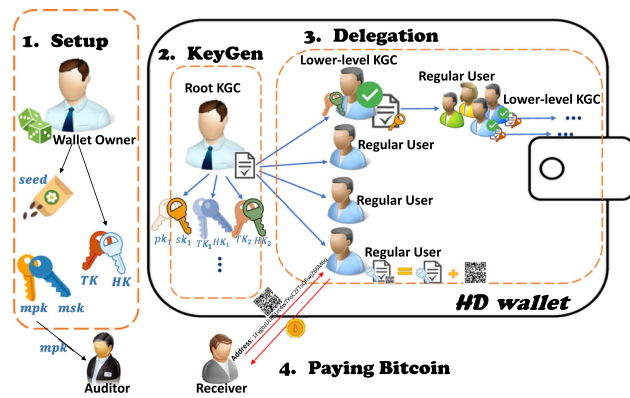 1. Setup
Wallet Owner
seed
TK
HK
mpk
msk
mpk
Auditor
2. KeyGen
Root KGC
pk1
sk1
TK1
HK1
TK2
HK2
3. Delegation
Lower-level KGC
Regular User
Lower-level KGC
Regular User
Regular User
Regular User
=
+
HD wallet
Address:
Receiver
4. Paying Bitcoin